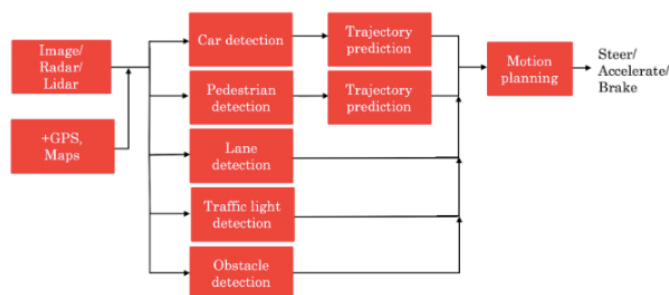 Image/
Radar/
Lidar
+GPS,
Maps
Car detection
Trajectory
prediction
Pedestrian
detection
Trajectory
prediction
Lane
detection
Traffic light
detection
Obstacle
detection
Motion
planning
Steer/
Accelerate/
Brake